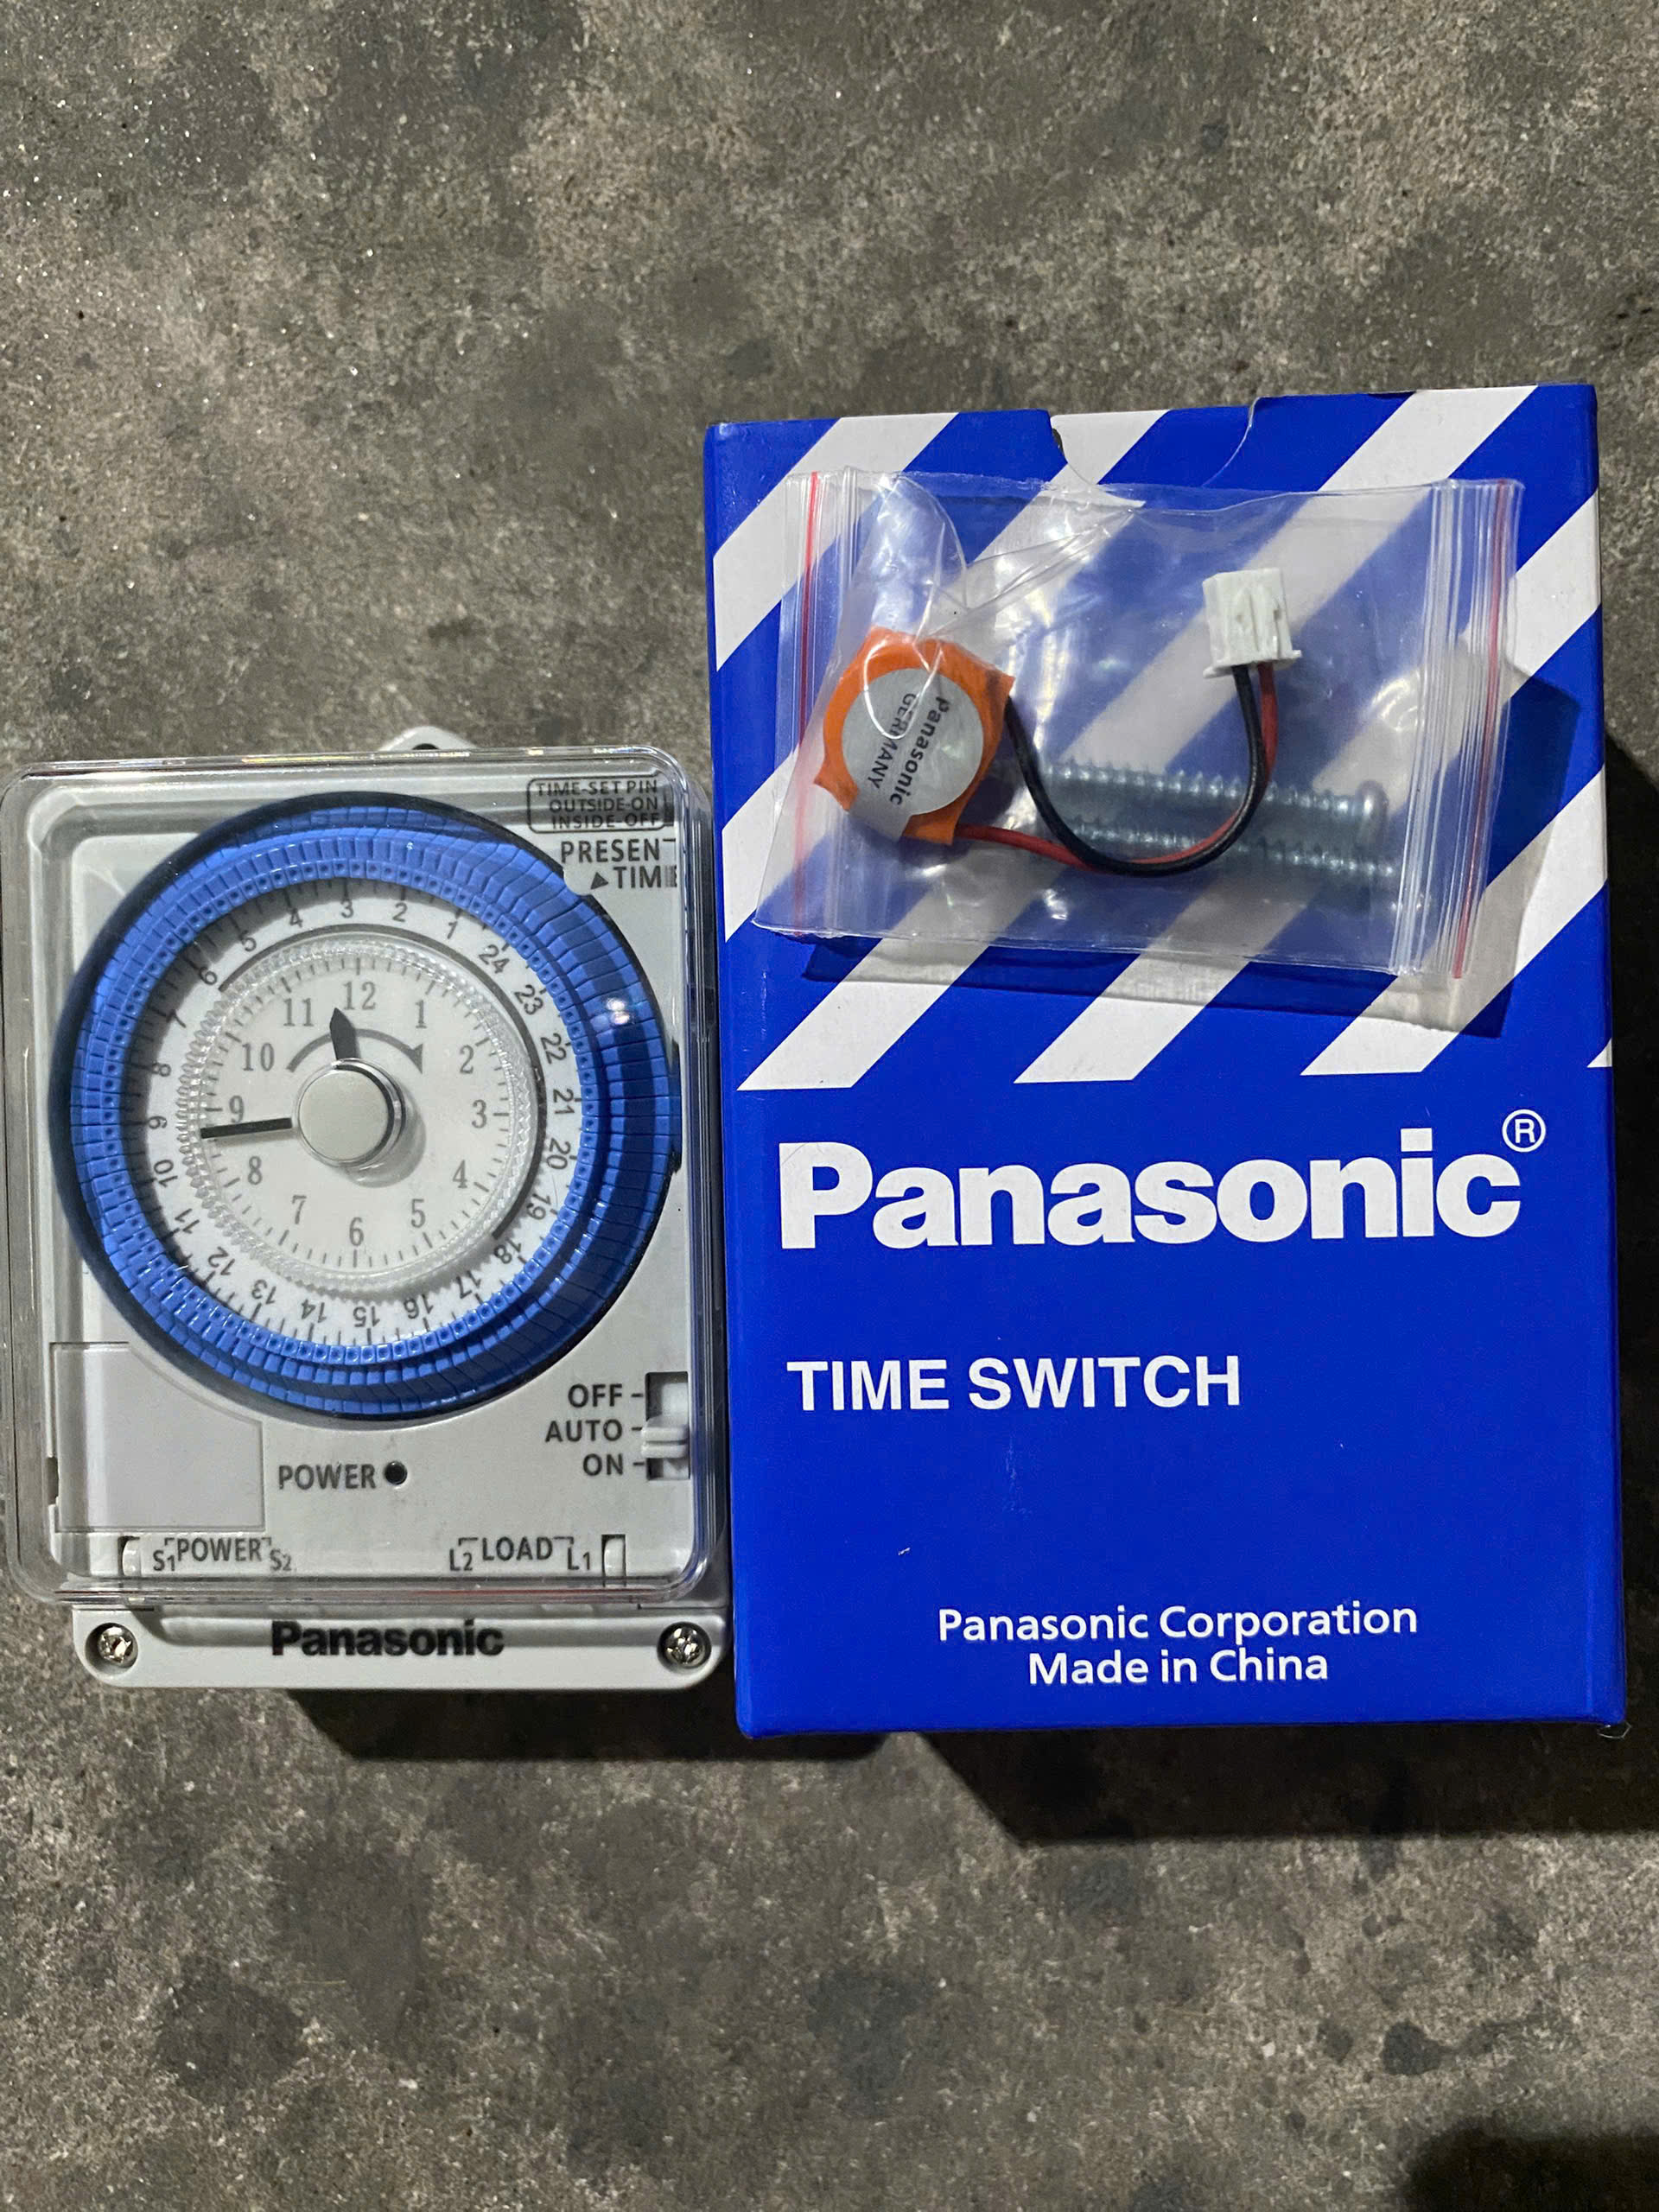 TIME-SET PIN
OUTSIDE-ON
INSIDE-OFF
PRESENT
▲TIME
1 2 3 4 5 6 7 8 9 10 11 12 13 14 15 16 17 18 19 20 21 22 23 24
12 1 2 3 4 5 6 7 8 9 10 11
OFF
AUTO
ON
POWER
S1 POWER S2
L2 LOAD L1
Panasonic
Panasonic
GERMANY
Panasonic®
TIME SWITCH
Panasonic Corporation
Made in China